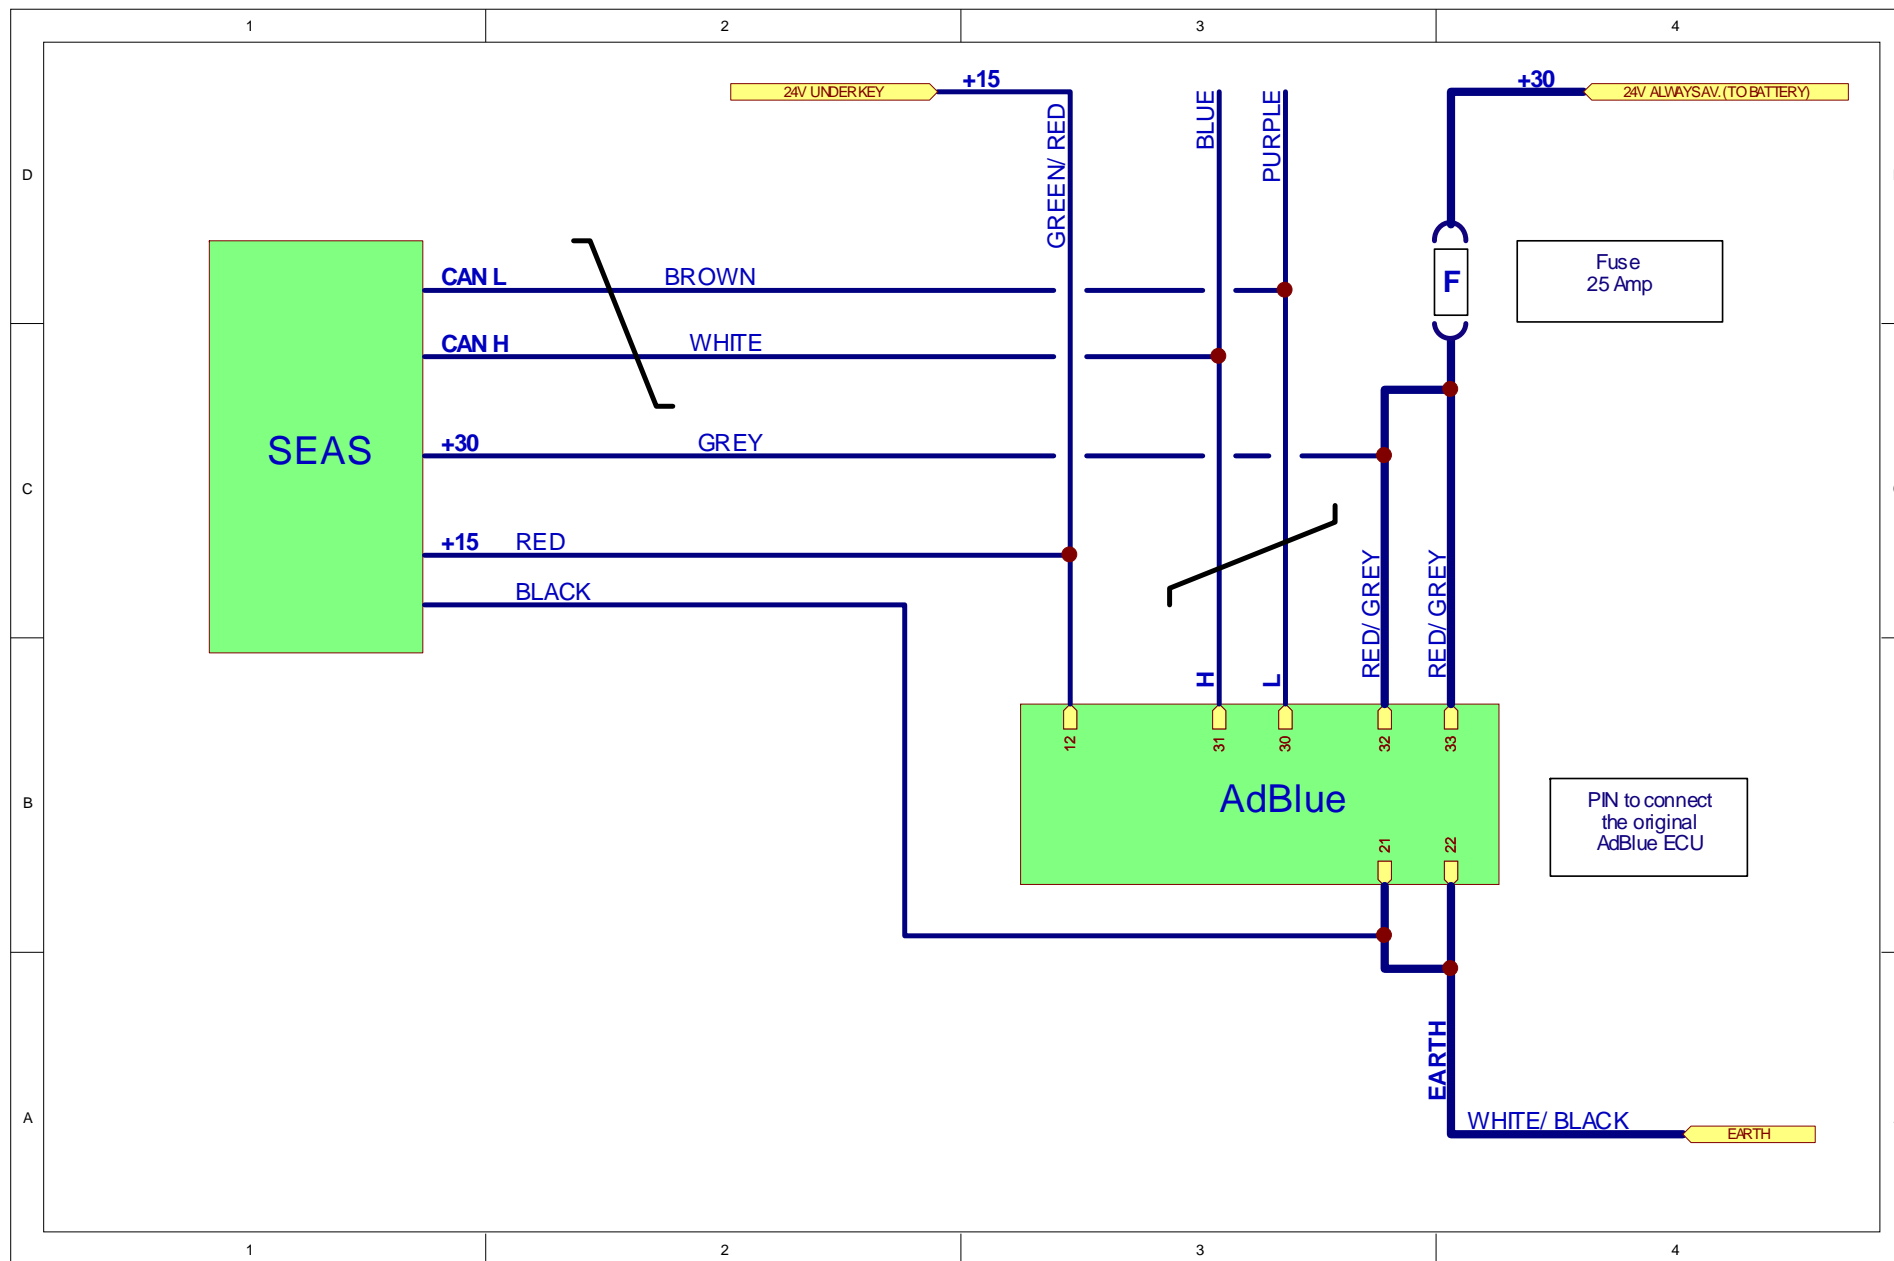 1 2 3 4
24V UNDERKEY +15 +30 24V ALWAYS AV. (TO BATTERY)
GREEN/ RED
BLUE
PURPLE
D
CAN L BROWN
F
Fuse
25 Amp
CAN H WHITE
SEAS
+30 GREY
C
+15 RED
BLACK
RED/ GREY
RED/ GREY
H
L
12 31 30 32 33
AdBlue
B
PIN to connect
the original
AdBlue ECU
21 22
EARTH
A
WHITE/ BLACK EARTH
1 2 3 4